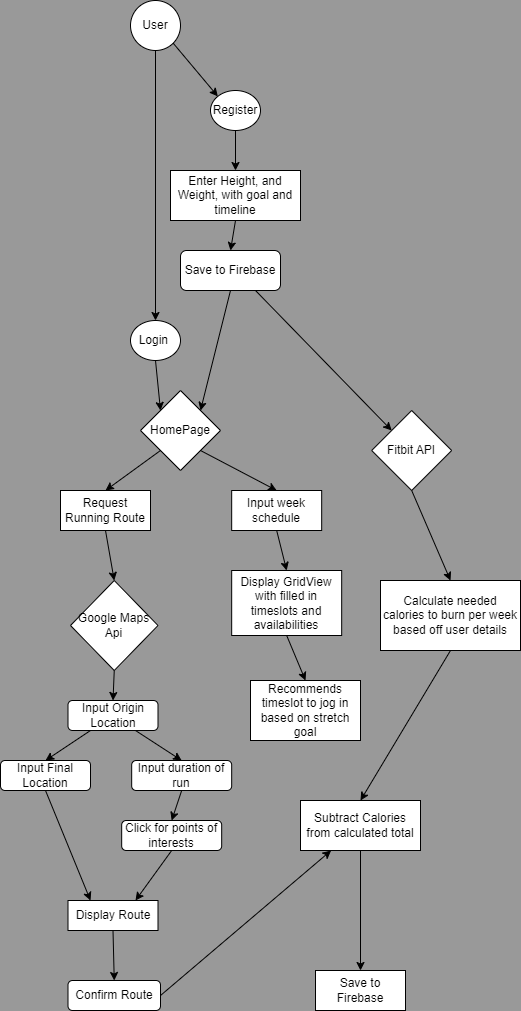 User
Register
Enter Height, and
Weight, with goal and
timeline
Save to Firebase
Login
HomePage
Fitbit API
Request
Running Route
Input week
schedule
Display GridView
with filled in
timeslots and
availabilities
Calculate needed
calories to burn per week
based off user details
Google Maps
Api
Recommends
timeslot to jog in
based on stretch
goal
Input Origin
Location
Input Final
Location
Input duration of
run
Click for points of
interests
Subtract Calories
from calculated total
Display Route
Confirm Route
Save to
Firebase